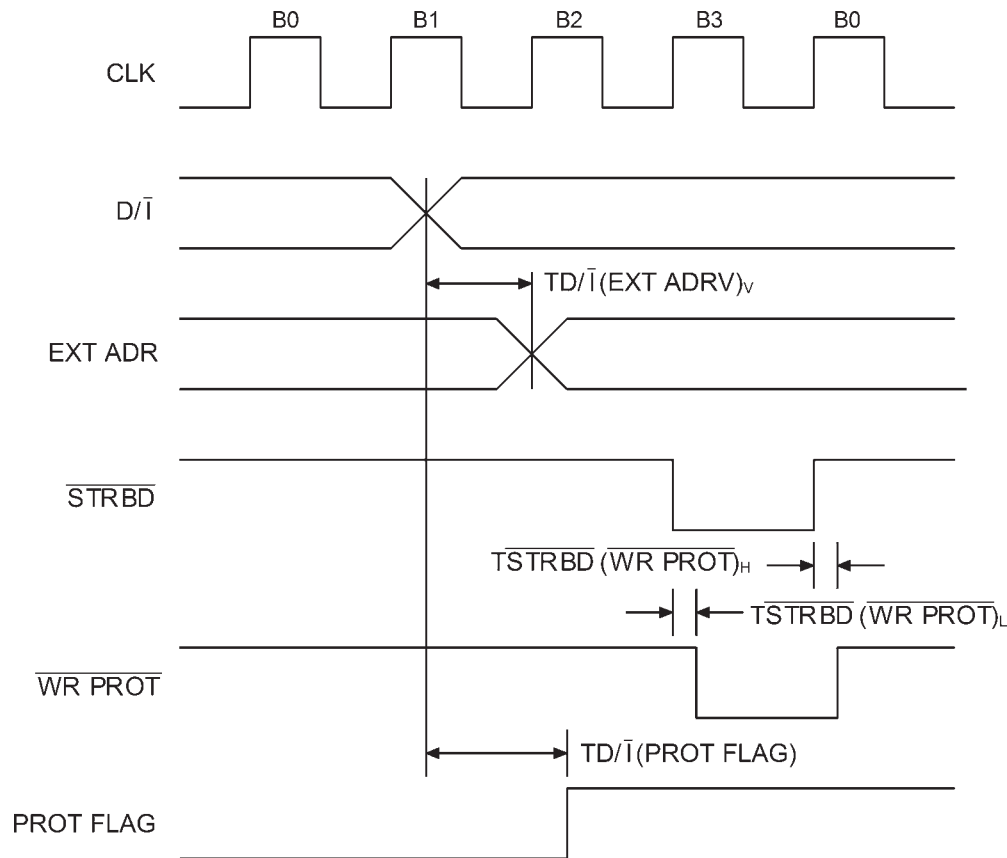 B0 B1 B2 B3 B0
CLK
D/Ī
TD/Ī(EXT ADRV)V
EXT ADR
STRBD
TSTRBD (WR PROT)H
TSTRBD (WR PROT)L
WR PROT
TD/Ī(PROT FLAG)
PROT FLAG